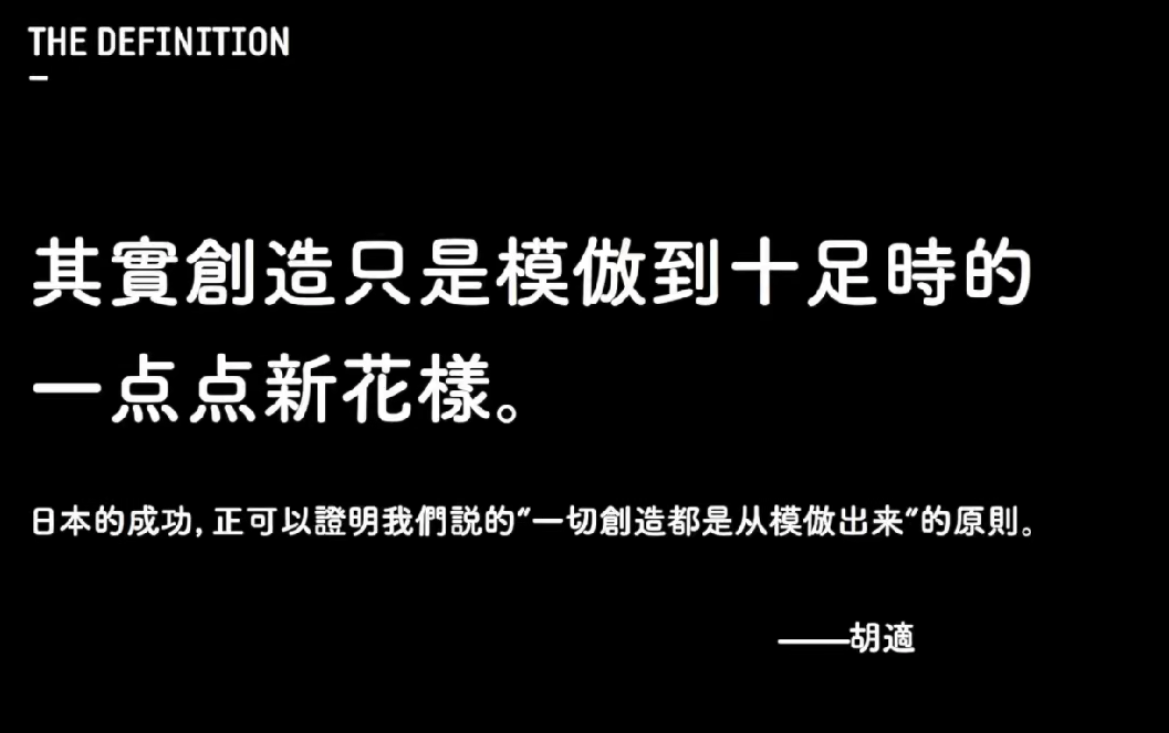 THE DEFINITION
其實創造只是模倣到十足時的
一点点新花樣。
日本的成功,正可以證明我們説的"一切創造都是从模倣出来"的原則。
——胡適